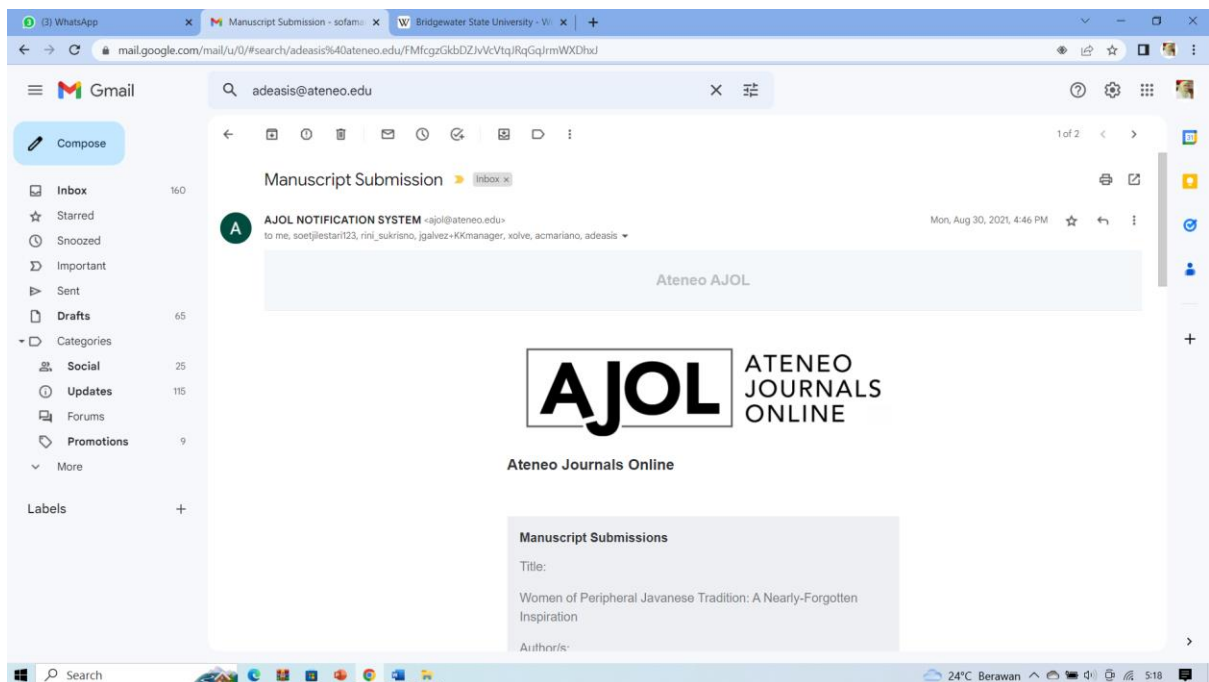 (3) WhatsApp
Manuscript Submission - sofama
Bridgewater State University - Wi
mail.google.com/mail/u/0/#search/adeasis%40ateneo.edu/FMfcgzGkbDZJvVcVtqJRqGqJrmWXDhxJ
Gmail
adeasis@ateneo.edu
Compose
1 of 2
Inbox 160
Starred
Snoozed
Important
Sent
Drafts 65
Categories
Social 25
Updates 115
Forums
Promotions 9
More
Labels
Manuscript Submission
Inbox x
AJOL NOTIFICATION SYSTEM <ajol@ateneo.edu>
Mon, Aug 30, 2021, 4:46 PM
to me, soetjilestari123, rini_sukrisno, jgalvez+KKmanager, xolve, acmariano, adeasis
Ateneo AJOL
AJOL
ATENEO
JOURNALS
ONLINE
Ateneo Journals Online
Manuscript Submissions
Title:
Women of Peripheral Javanese Tradition: A Nearly-Forgotten
Inspiration
Author/s:
Search
24°C Berawan
5:18